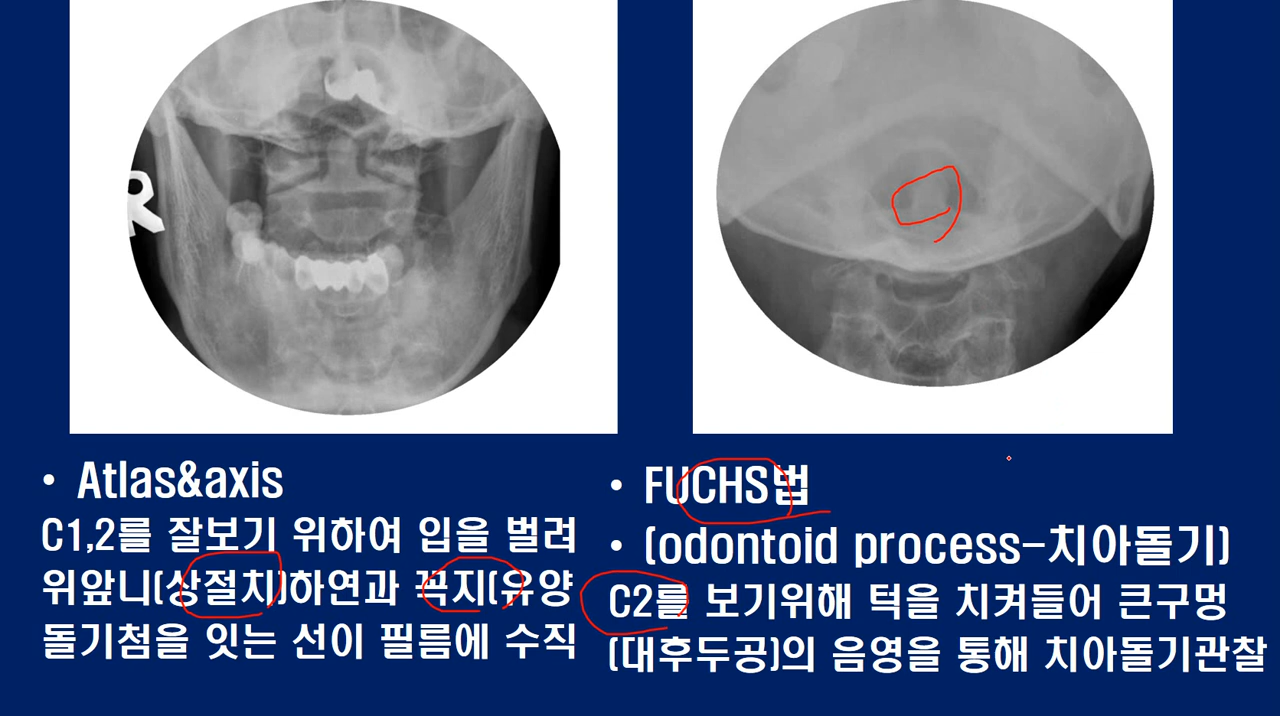 R
• Atlas&axis
C1,2를 잘보기 위하여 입을 벌려
위앞니(상절치)하연과 꼭지(유양
돌기첨을 잇는 선이 필름에 수직
• FUCHS법
• (odontoid process-치아돌기)
C2를 보기위해 턱을 치켜들어 큰구멍
(대후두공)의 음영을 통해 치아돌기관찰